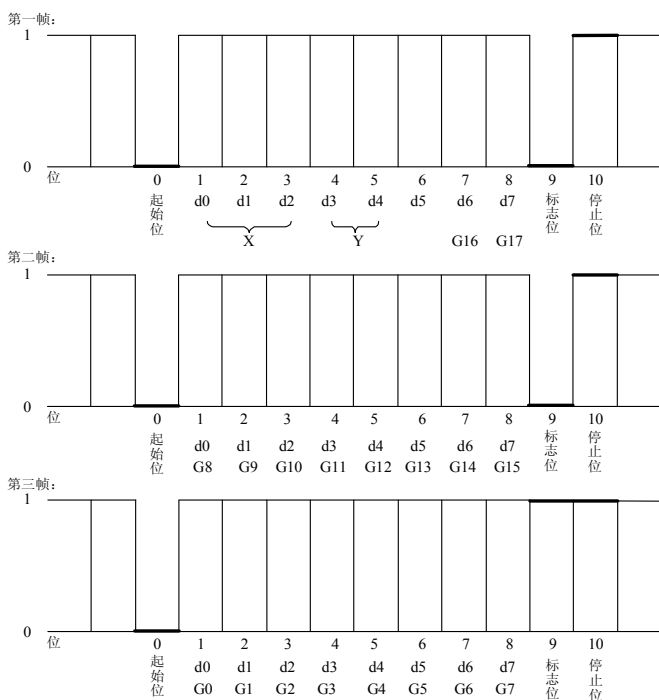 第一帧：
1
0
位 0 1 2 3 4 5 6 7 8 9 10
起始位 d0 d1 d2 d3 d4 d5 d6 d7 标志位 停止位
X Y G16 G17
第二帧：
1
0
位 0 1 2 3 4 5 6 7 8 9 10
起始位 d0 d1 d2 d3 d4 d5 d6 d7 标志位 停止位
G8 G9 G10 G11 G12 G13 G14 G15
第三帧：
1
0
位 0 1 2 3 4 5 6 7 8 9 10
起始位 d0 d1 d2 d3 d4 d5 d6 d7 标志位 停止位
G0 G1 G2 G3 G4 G5 G6 G7